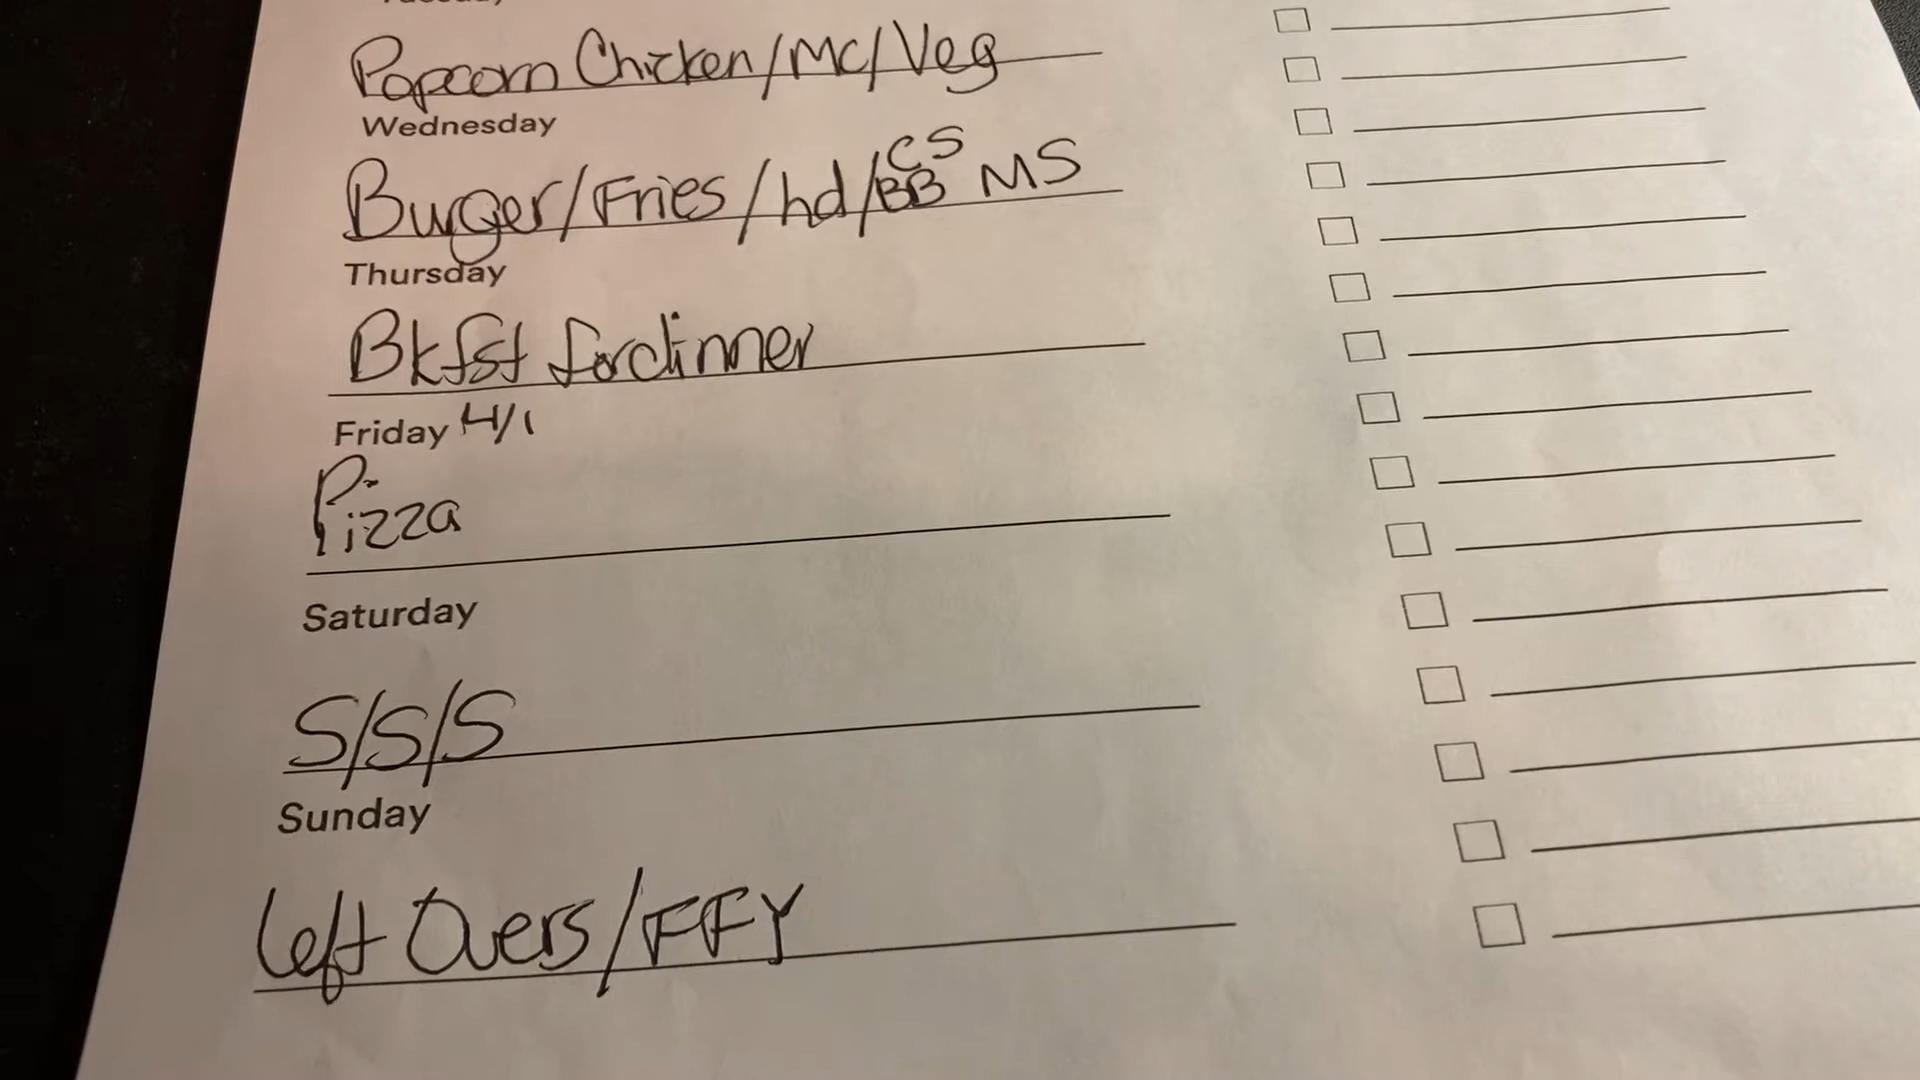 Popcorn Chicken/MC/Veg
Wednesday
CS
Burger/Fries/hd/BB MS
Thursday
Bkfst for dinner
Friday 4/1
Pizza
Saturday
S/S/S
Sunday
Left Overs/FFY